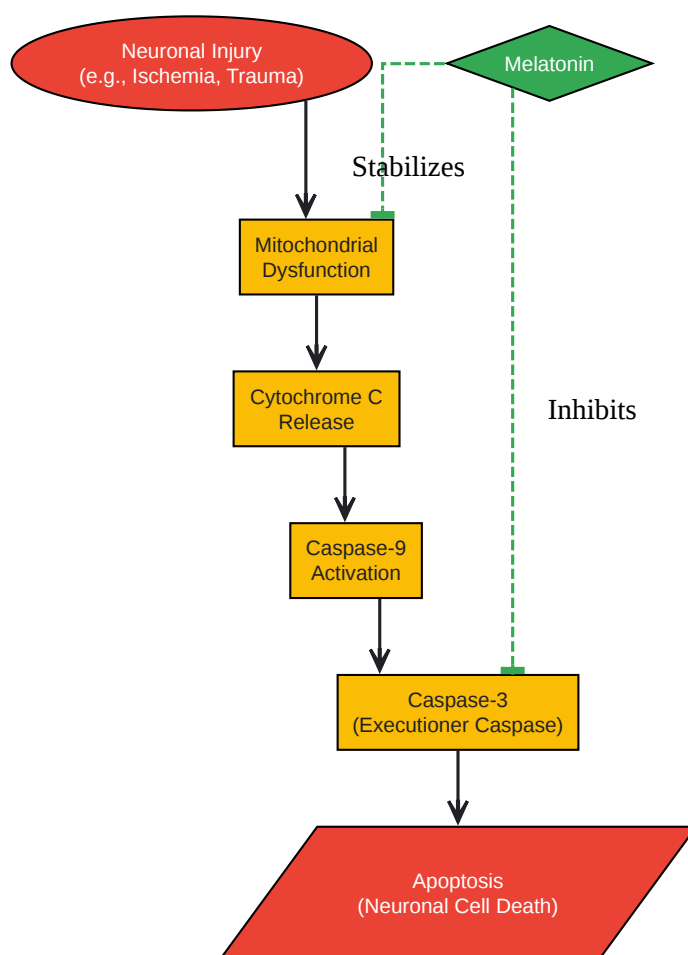 Neuronal Injury
(e.g., Ischemia, Trauma)
Melatonin
Stabilizes
Mitochondrial
Dysfunction
Cytochrome C
Release
Inhibits
Caspase-9
Activation
Caspase-3
(Executioner Caspase)
Apoptosis
(Neuronal Cell Death)